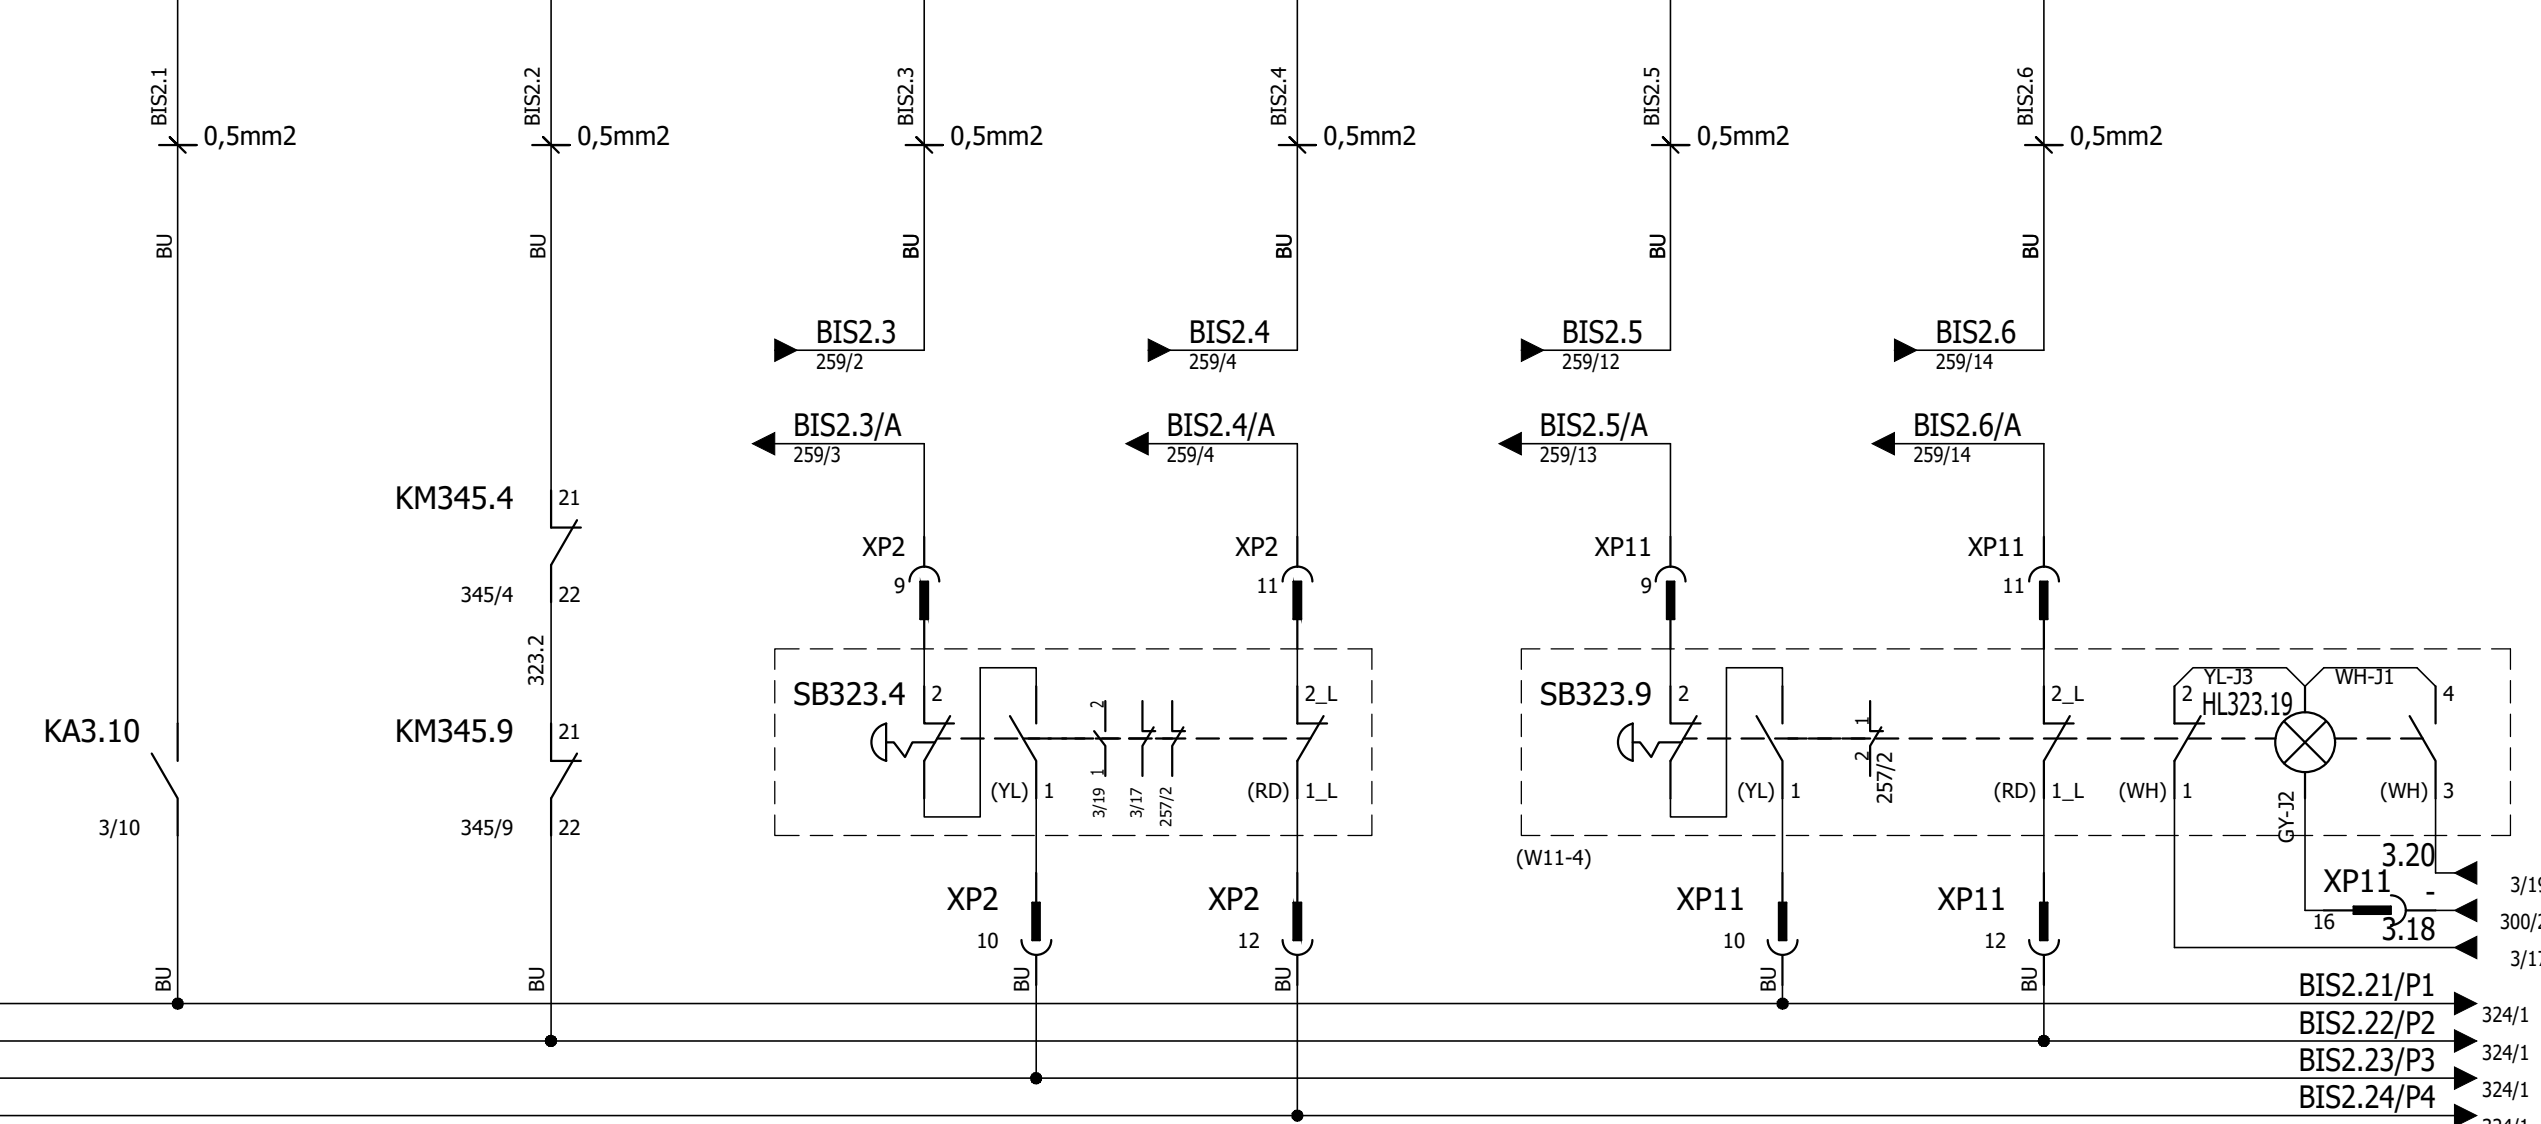 BIS2.1
BIS2.2
BIS2.3
BIS2.4
BIS2.5
BIS2.6
0,5mm2
0,5mm2
0,5mm2
0,5mm2
0,5mm2
0,5mm2
BU
BU
BU
BU
BU
BU
BIS2.3
259/2
BIS2.4
259/4
BIS2.5
259/12
BIS2.6
259/14
BIS2.3/A
259/3
BIS2.4/A
259/4
BIS2.5/A
259/13
BIS2.6/A
259/14
KM345.4
21
345/4
22
323.2
XP2
9
XP2
11
XP11
9
XP11
11
KA3.10
3/10
KM345.9
21
345/9
22
SB323.4
2
(YL)
1
2
1
3/19
3/17
257/2
2_L
(RD)
1_L
SB323.9
2
(YL)
1
1
2
257/2
2_L
(RD)
1_L
YL-J3
WH-J1
2
HL323.19
4
(WH)
1
GY-J2
(WH)
3
(W11-4)
3.20
XP11
-
16
3.18
300/2
XP2
10
XP2
12
XP11
10
XP11
12
BU
BU
BU
BU
BU
BU
BIS2.21/P1
324/1
BIS2.22/P2
324/1
BIS2.23/P3
324/1
BIS2.24/P4